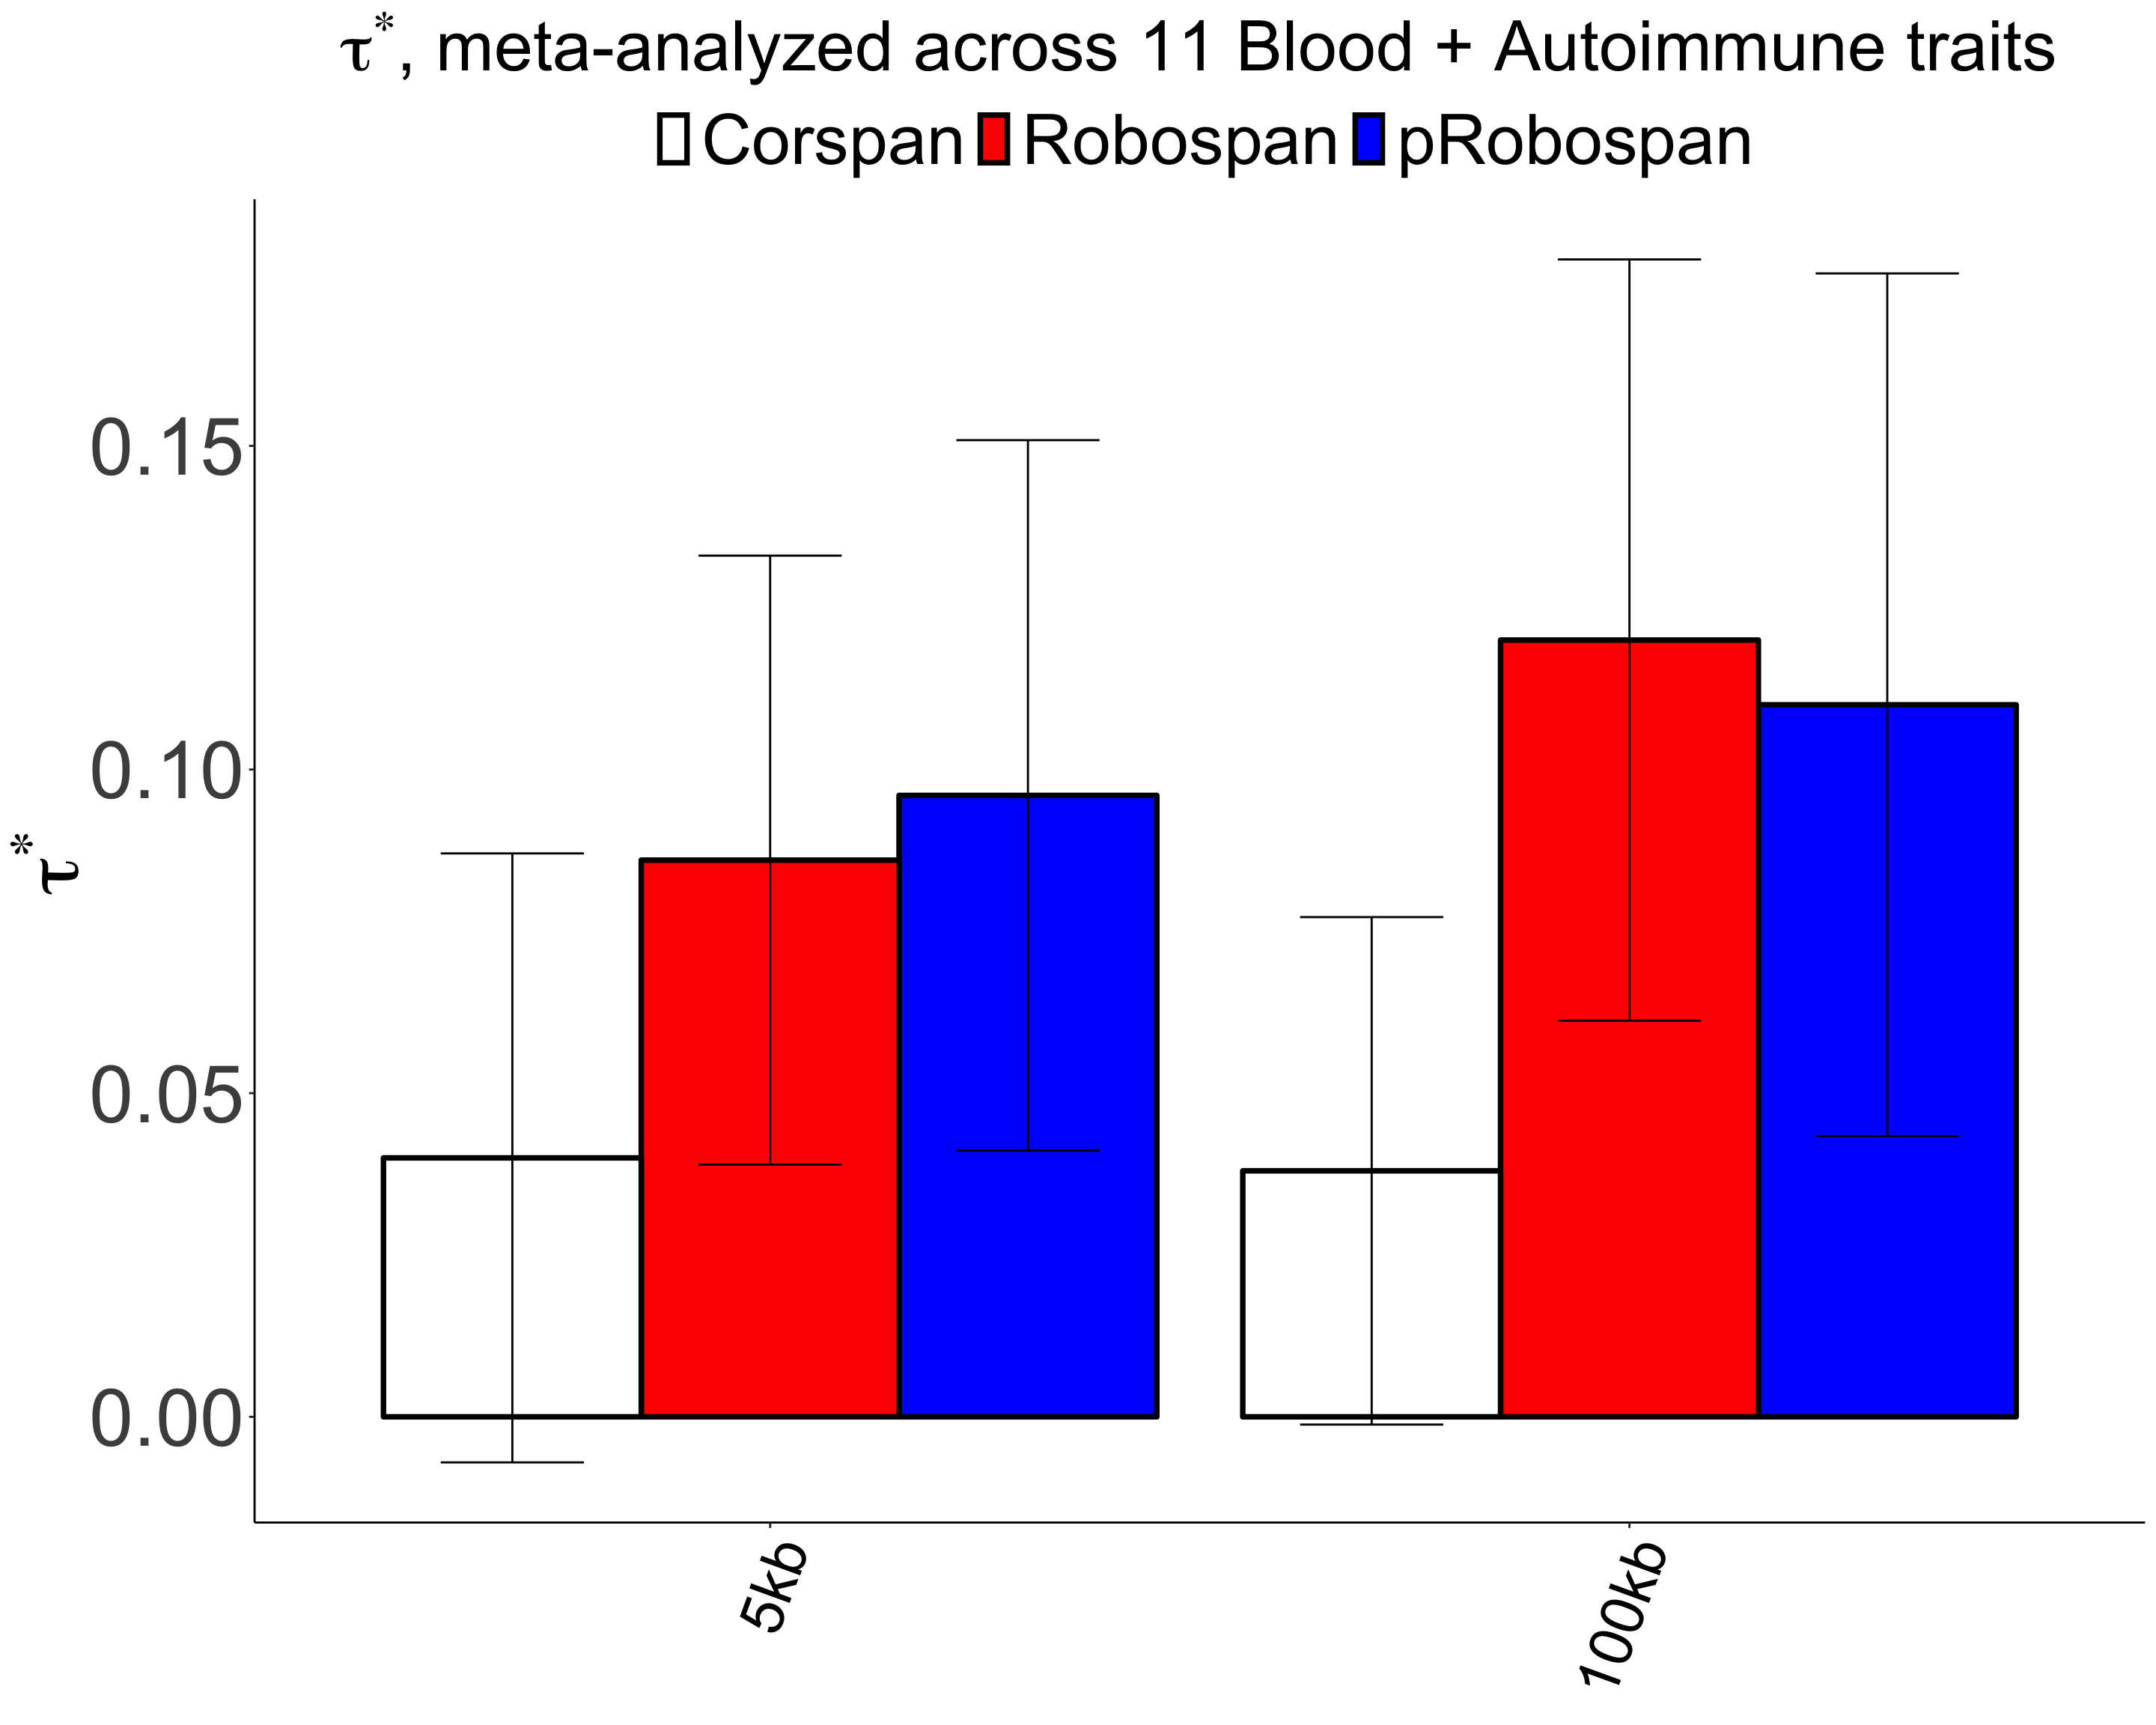 τ*, meta-analyzed across 11 Blood + Autoimmune traits
Corspan Robospan pRobospan
0.15
0.10
0.05
0.00
τ*
5kb
100kb